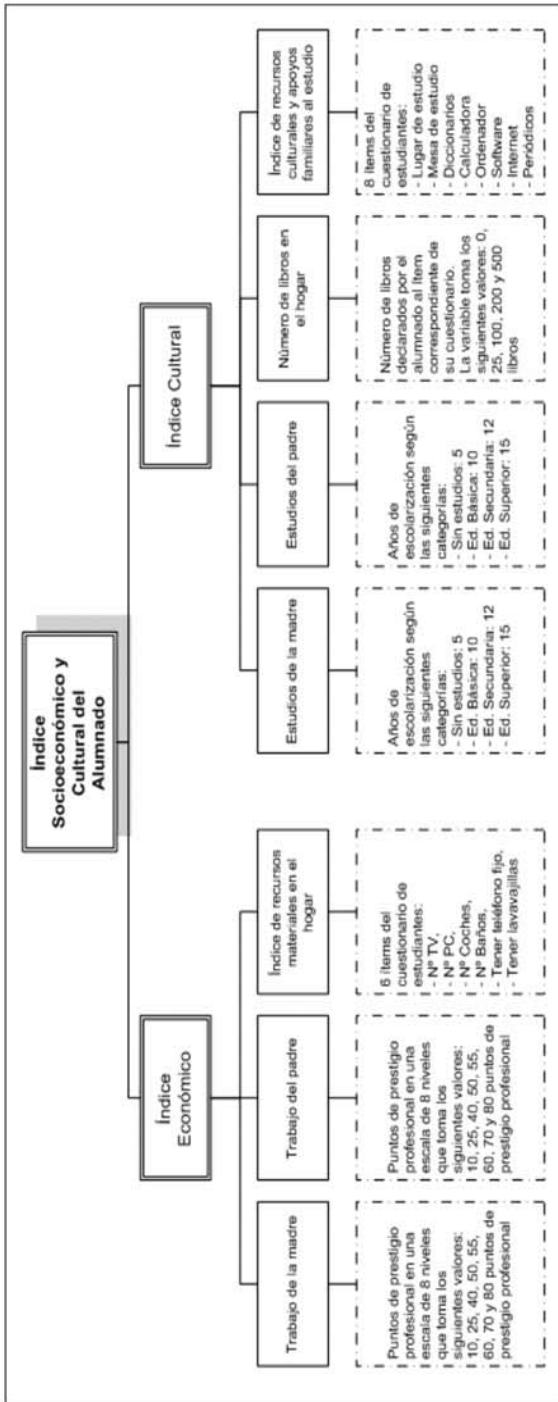 Índice
Socioeconómico y
Cultural del
Alumnado
Índice
Económico
Índice Cultural
Trabajo de la madre
Trabajo del padre
Índice de recursos
materiales en el
hogar
Estudios de la madre
Estudios del padre
Número de libros en
el hogar
Índice de recursos
culturales y apoyos
familiares al estudio
Puntos de prestigio
profesional en una
escala de 8 niveles
que toma los
siguientes valores:
10, 25, 40, 50, 55,
60, 70 y 80 puntos de
prestigio profesional
Puntos de prestigio
profesional en una
escala de 8 niveles
que toma los
siguientes valores:
10, 25, 40, 50, 55,
60, 70 y 80 puntos de
prestigio profesional
6 ítems del
cuestionario de
estudiantes:
- Nº TV,
- Nº PC,
- Nº Coches,
- Nº Baños,
- Tener teléfono fijo,
- Tener lavavajillas
Años de
escolarización según
las siguientes
categorías:
- Sin estudios: 5
- Ed. Básica: 10
- Ed. Secundaria: 12
- Ed. Superior: 15
Años de
escolarización según
las siguientes
categorías:
- Sin estudios: 5
- Ed. Básica: 10
- Ed. Secundaria: 12
- Ed. Superior: 15
Número de libros
declarados por el
alumnado al ítem
correspondiente de
su cuestionario.
La variable toma los
siguientes valores: 0,
25, 100, 200 y 500
libros
8 ítems del
cuestionario de
estudiantes:
- Lugar de estudio
- Mesa de estudio
- Diccionarios
- Calculadora
- Ordenador
- Software
- Internet
- Periódicos